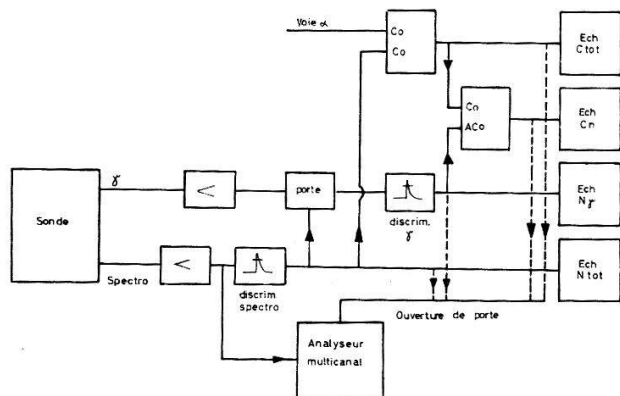 Voie α
Co
Co
Ech
C tot
Co
ACo
Ech
Cn
γ
<
porte
discrim.
γ
Ech
Nγ
Sonde
Spectro
<
discrim
spectro
Ech
N tot
Ouverture de porte
Analyseur
multicanal